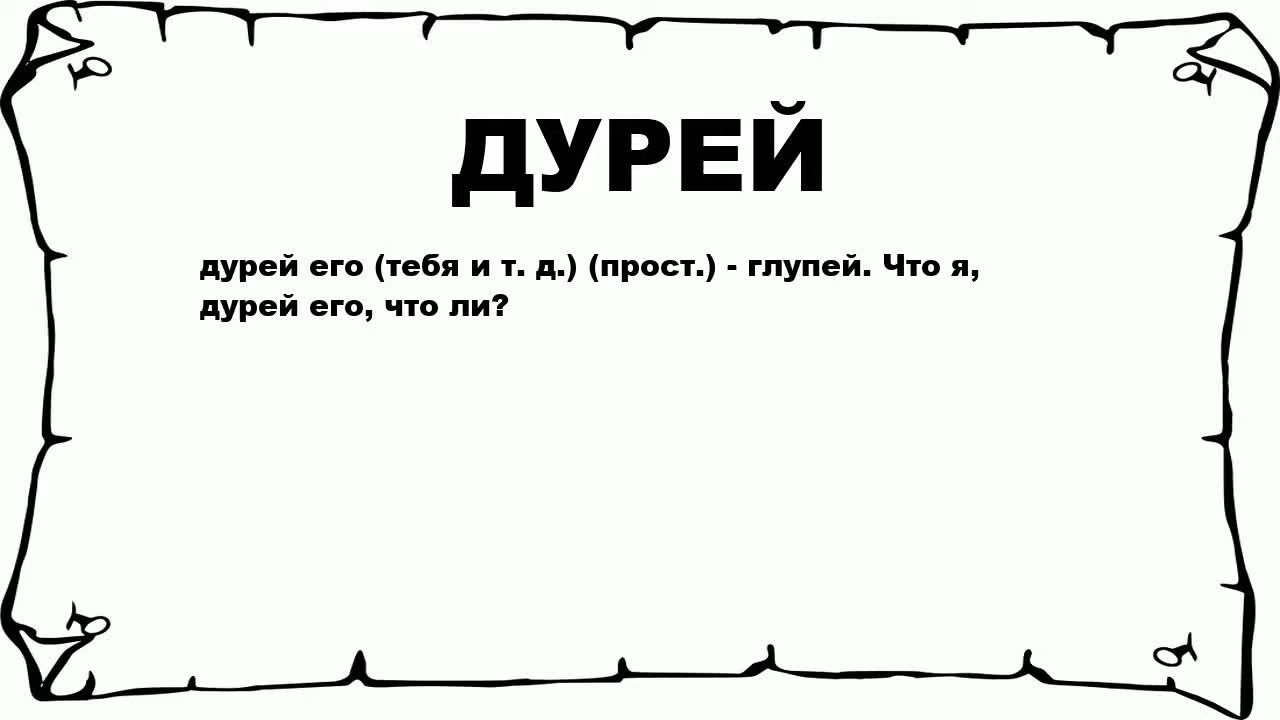 ДУРЕЙ
дурей его (тебя и т. д.) (прост.) - глупей. Что я,
дурей его, что ли?